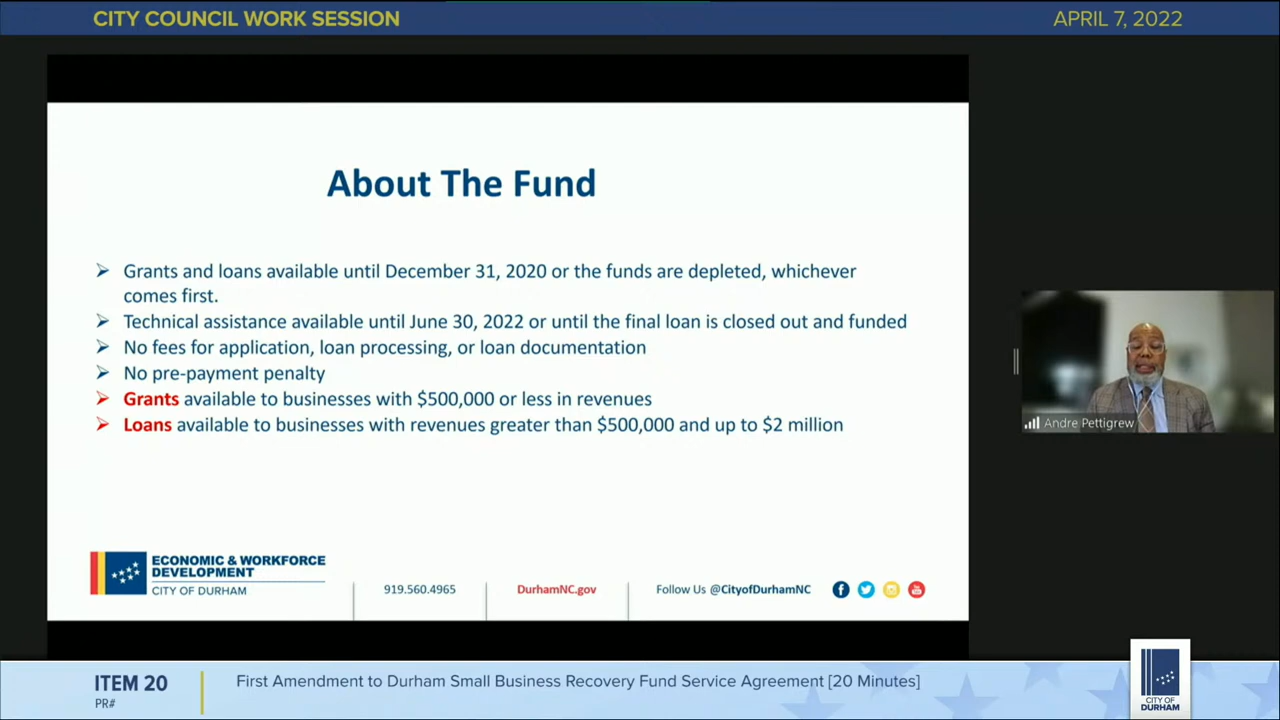 CITY COUNCIL WORK SESSION
APRIL 7, 2022
About The Fund
Grants and loans available until December 31, 2020 or the funds are depleted, whichever
comes first.
Technical assistance available until June 30, 2022 or until the final loan is closed out and funded
No fees for application, loan processing, or loan documentation
No pre-payment penalty
Grants available to businesses with $500,000 or less in revenues
Loans available to businesses with revenues greater than $500,000 and up to $2 million
Andre Pettigrew
ECONOMIC & WORKFORCE
DEVELOPMENT
CITY OF DURHAM
919.560.4965
DurhamNC.gov
Follow Us @CityofDurhamNC
ITEM 20
PR#
First Amendment to Durham Small Business Recovery Fund Service Agreement [20 Minutes]
CITY OF
DURHAM